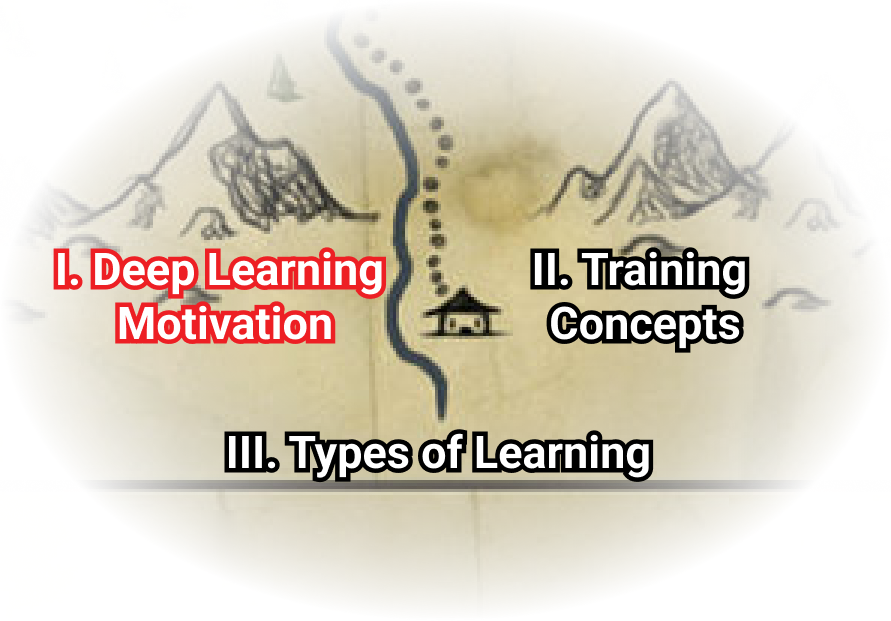 I. Deep Learning
Motivation
II. Training
Concepts
III. Types of Learning